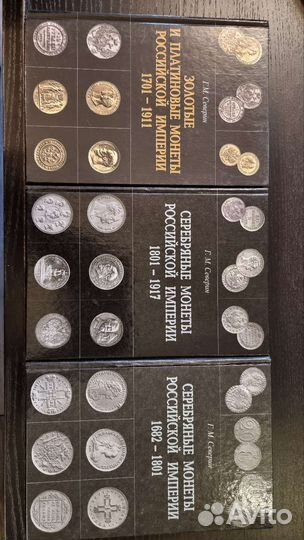 Г.М. Северин
ЗОЛОТЫЕ
И ПЛАТИНОВЫЕ МОНЕТЫ
РОССИЙСКОЙ ИМПЕРИИ
1701 – 1911
Г.М. Северин
СЕРЕБРЯНЫЕ МОНЕТЫ
РОССИЙСКОЙ ИМПЕРИИ
1801 – 1917
Г.М. Северин
СЕРЕБРЯНЫЕ МОНЕТЫ
РОССИЙСКОЙ ИМПЕРИИ
1682 – 1801
Avito